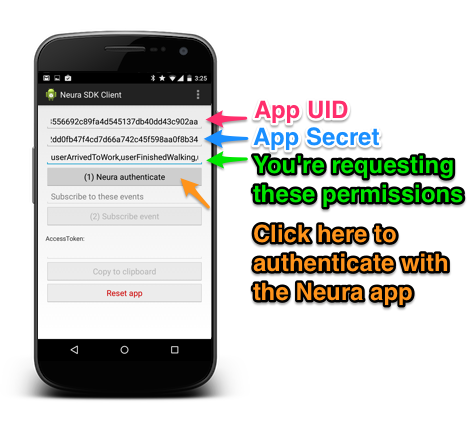 3:25
Neura SDK Client
:556692c89fa4d545137db40dd43c902aa
App UID
!dd0fb47f4cd7d66a742c45f598aa0f8b34
App Secret
userArrivedToWork,userFinishedWalking,
You're requesting
these permissions
(1) Neura authenticate
Subscribe to these events
(2) Subscribe event
Click here to
authenticate with
the Neura app
AccessToken:
Copy to clipboard
Reset app